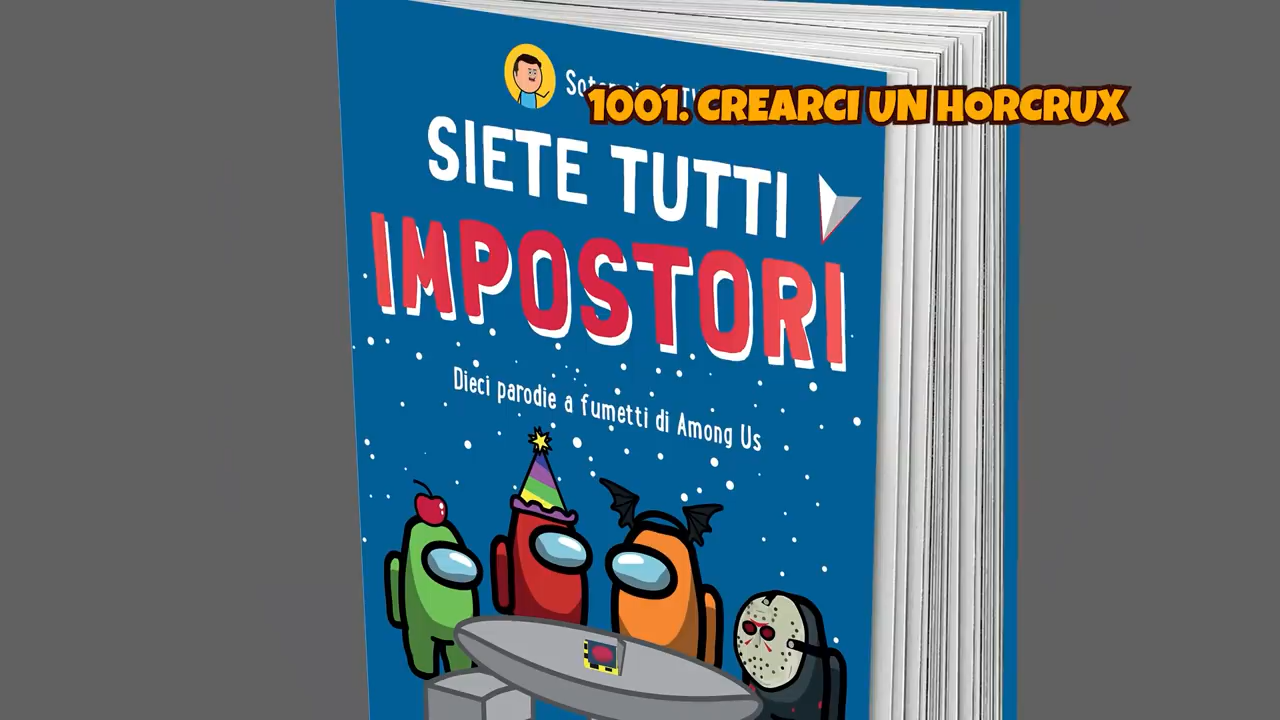 1001. CREARCI UN HORCRUX
SIETE TUTTI
IMPOSTORI
Dieci parodie a fumetti di Among Us